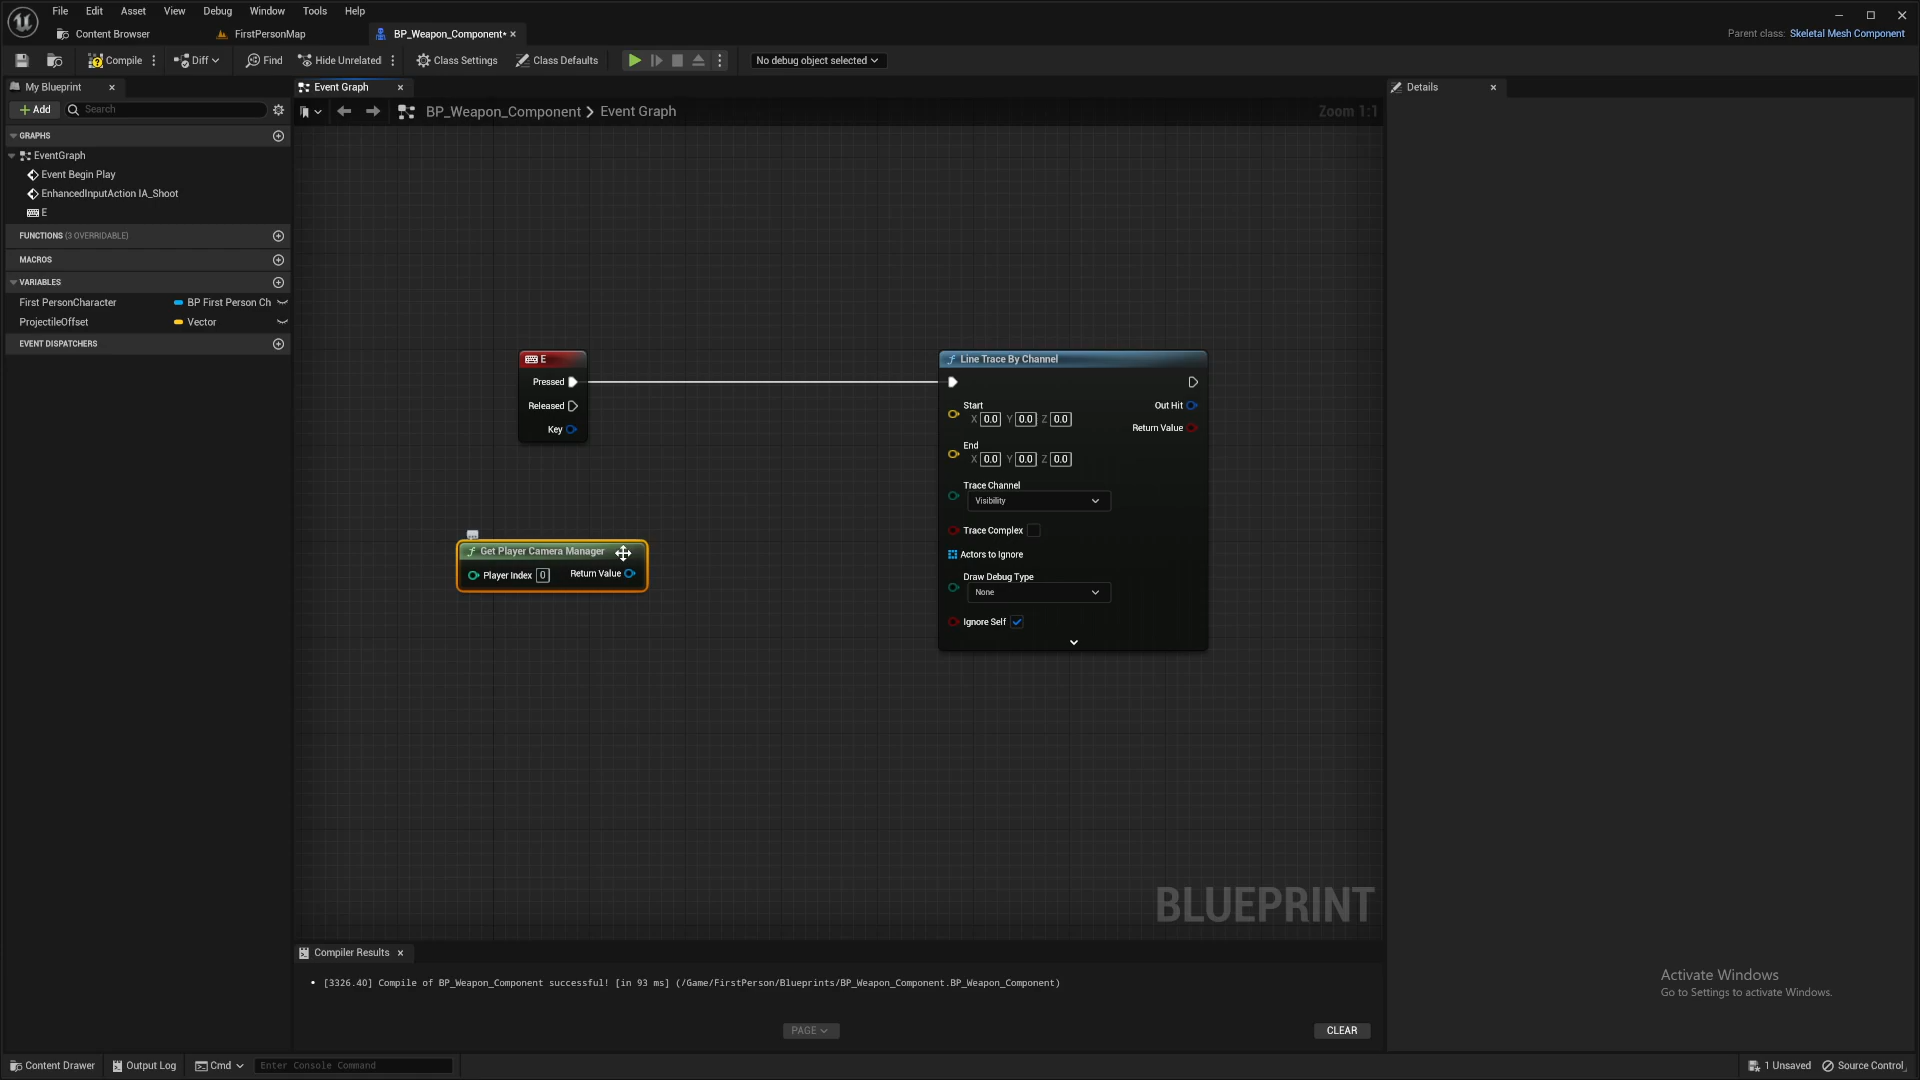 File Edit Asset View Debug Window Tools Help
Content Browser FirstPersonMap BP_Weapon_Component*
Parent class: Skeletal Mesh Component
Compile Diff Find Hide Unrelated Class Settings Class Defaults No debug object selected
My Blueprint Event Graph Details
Add Search
BP_Weapon_Component > Event Graph
Zoom 1:1
GRAPHS
EventGraph
Event Begin Play
EnhancedInputAction IA_Shoot
E
FUNCTIONS (3 OVERRIDABLE)
MACROS
VARIABLES
First PersonCharacter BP First Person Ch
ProjectileOffset Vector
EVENT DISPATCHERS
E
Pressed
Released
Key
Get Player Camera Manager
Player Index 0 Return Value
Line Trace By Channel
Start
X 0.0 Y 0.0 Z 0.0
Out Hit
Return Value
End
X 0.0 Y 0.0 Z 0.0
Trace Channel
Visibility
Trace Complex
Actors to Ignore
Draw Debug Type
None
Ignore Self
BLUEPRINT
Compiler Results
[3326.40] Compile of BP_Weapon_Component successful! [in 93 ms] (/Game/FirstPerson/Blueprints/BP_Weapon_Component.BP_Weapon_Component)
PAGE
CLEAR
Activate Windows
Go to Settings to activate Windows.
Content Drawer Output Log Cmd Enter Console Command
1 Unsaved Source Control